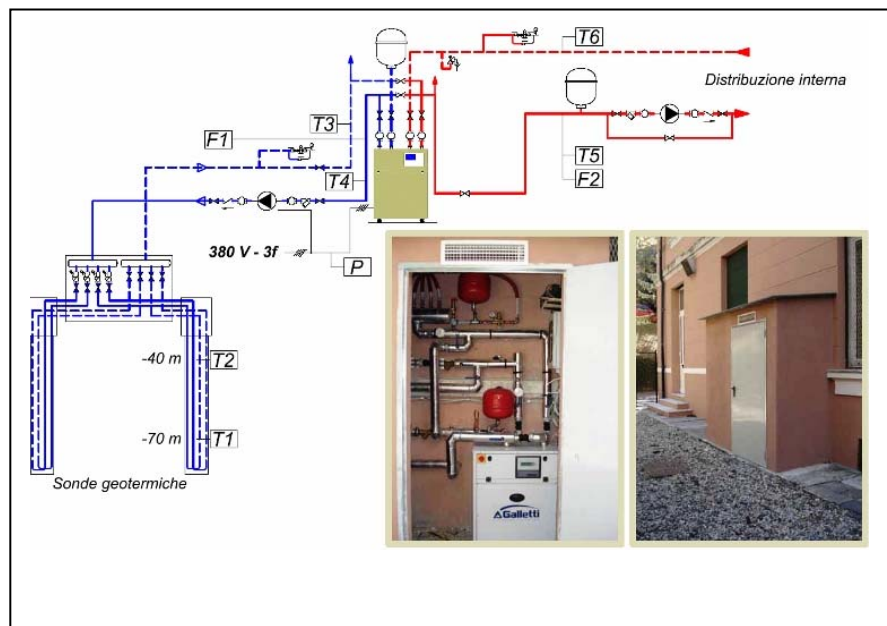 T6
Distribuzione interna
T3
F1
T5
T4
F2
380 V - 3f
P
-40 m
T2
-70 m
T1
Sonde geotermiche
Galletti